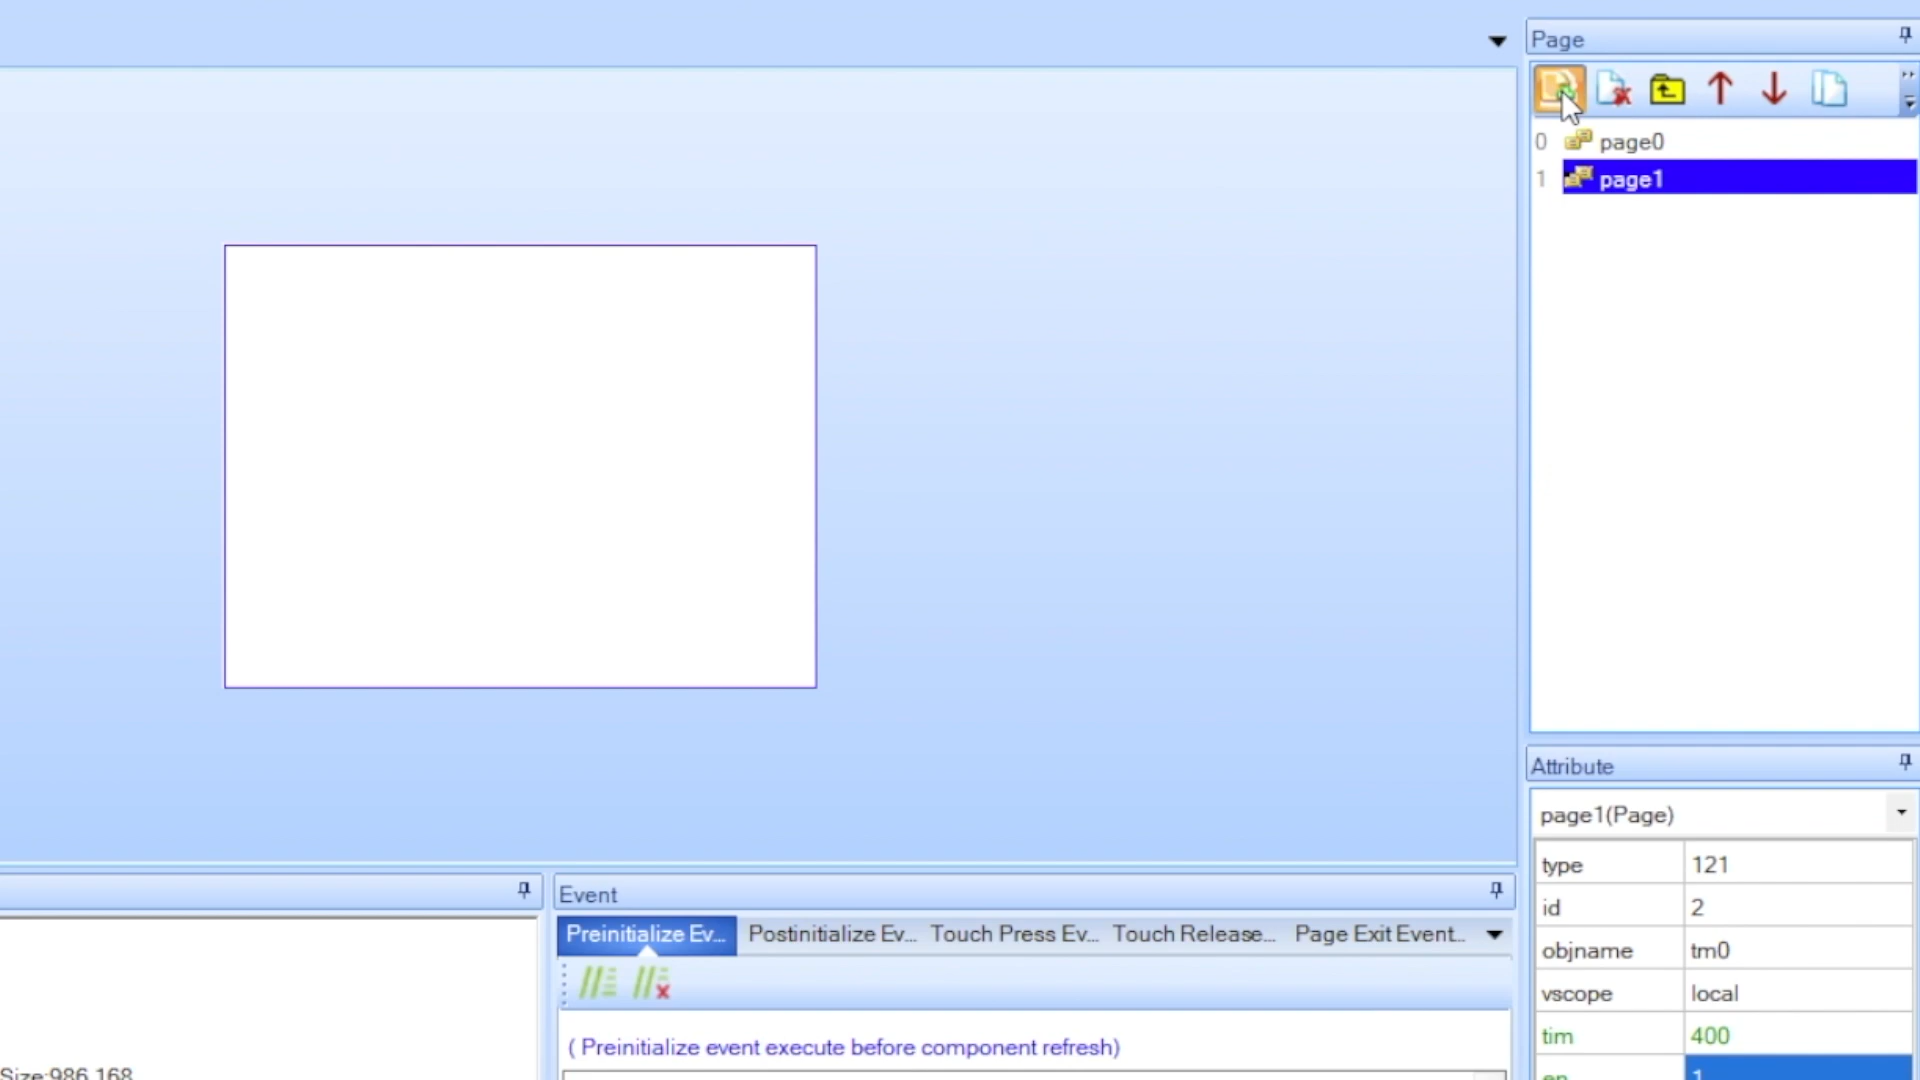 Page
0 page0
1 page1
Attribute
page1(Page)
type 121
id 2
objname tm0
vscope local
tim 400
en 1
Event
Preinitialize Ev... Postinitialize Ev... Touch Press Ev... Touch Release... Page Exit Event...
( Preinitialize event execute before component refresh)
Size:986,168